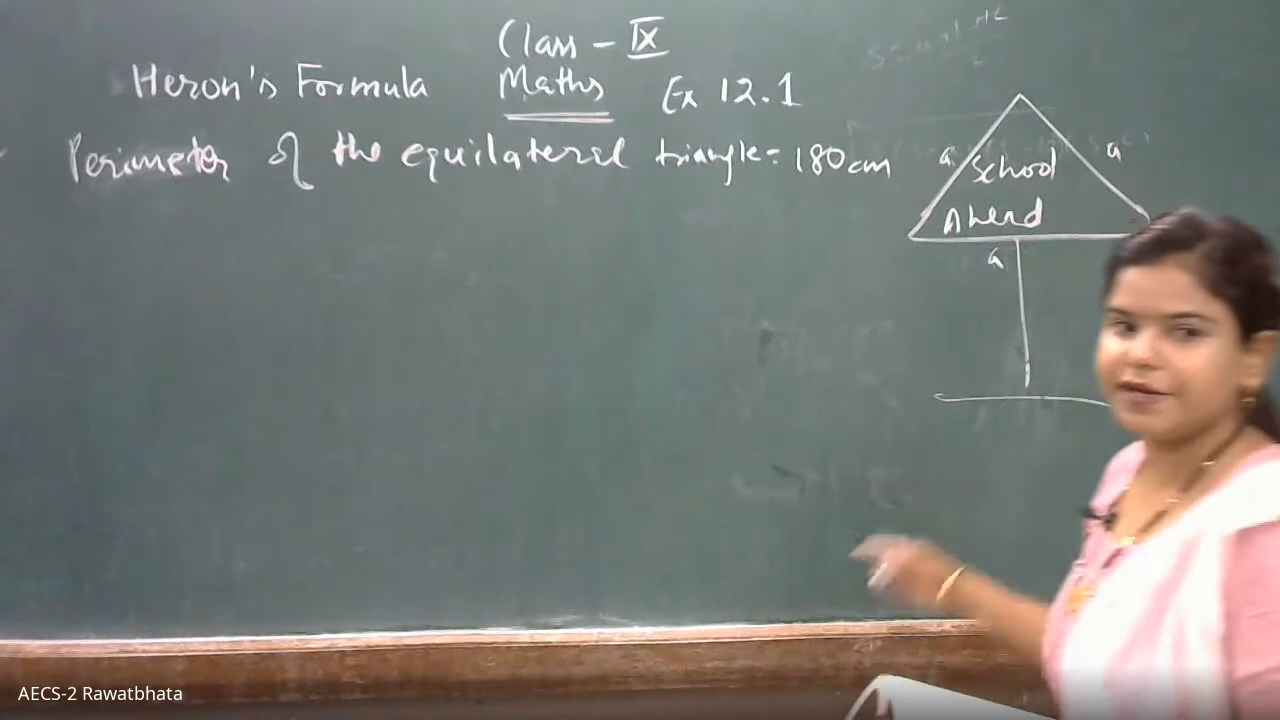 Class - IX
Heron's Formula Maths Ex 12.1
Perimeter of the equilateral triangle = 180cm
a a
School
Ahead
a
AECS-2 Rawatbhata